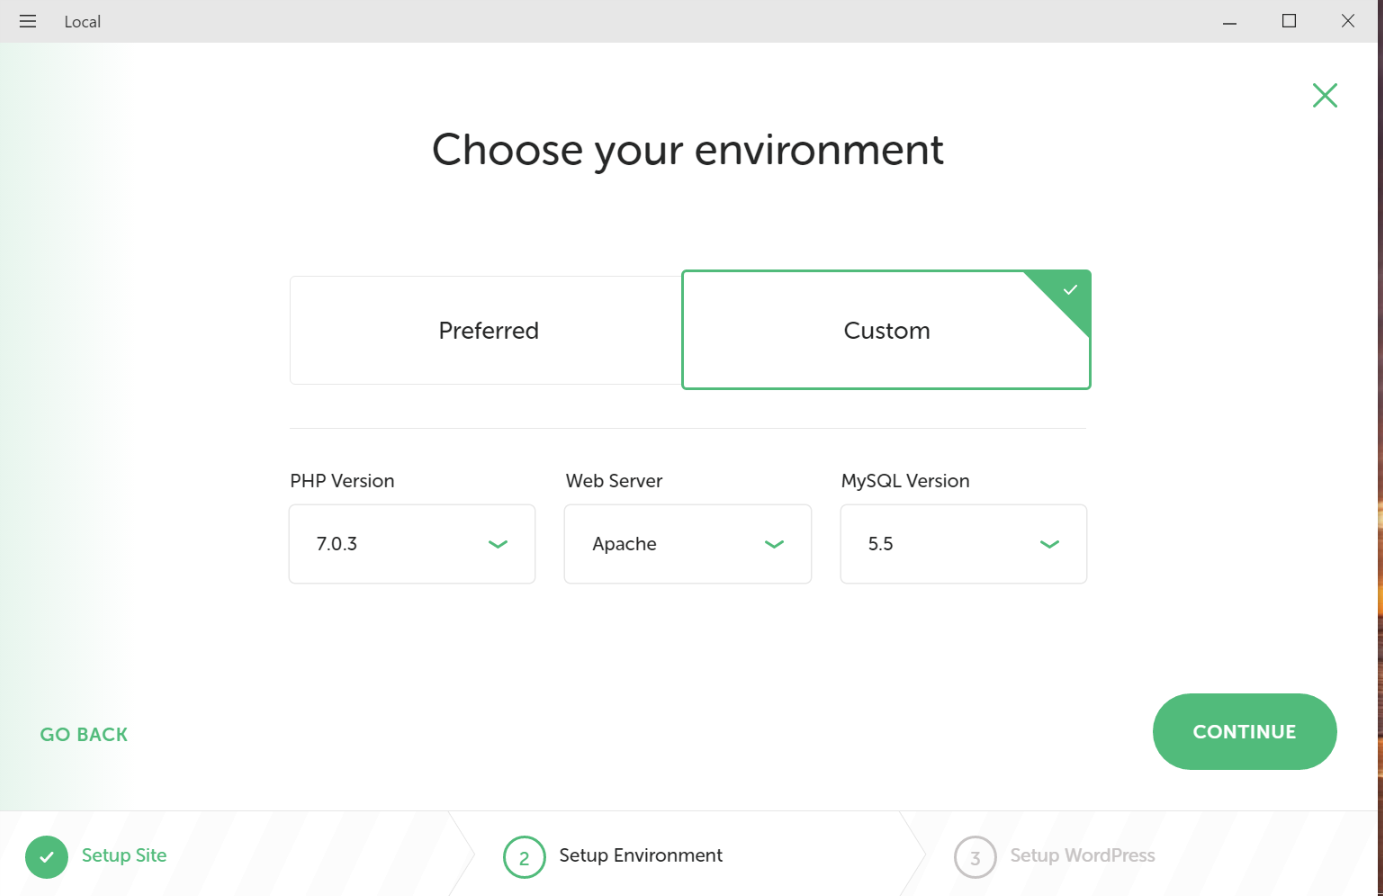 Local
Choose your environment
Preferred
Custom
PHP Version
Web Server
MySQL Version
7.0.3
Apache
5.5
GO BACK
CONTINUE
Setup Site
2 Setup Environment
3 Setup WordPress